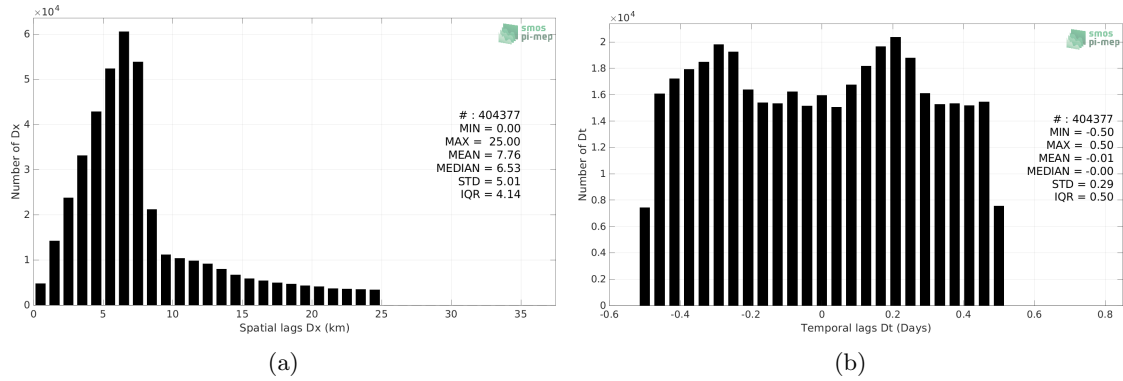 ×10⁴
6
5
4
3
2
1
0
Number of Dx
smos
pi-mep
# : 404377
MIN = 0.00
MAX = 25.00
MEAN = 7.76
MEDIAN = 6.53
STD = 5.01
IQR = 4.14
0 5 10 15 20 25 30 35
Spatial lags Dx (km)
(a)
×10⁴
2
1.8
1.6
1.4
1.2
1
0.8
0.6
0.4
0.2
0
Number of Dt
smos
pi-mep
# : 404377
MIN = -0.50
MAX = 0.50
MEAN = -0.01
MEDIAN = -0.00
STD = 0.29
IQR = 0.50
-0.6 -0.4 -0.2 0 0.2 0.4 0.6 0.8
Temporal lags Dt (Days)
(b)